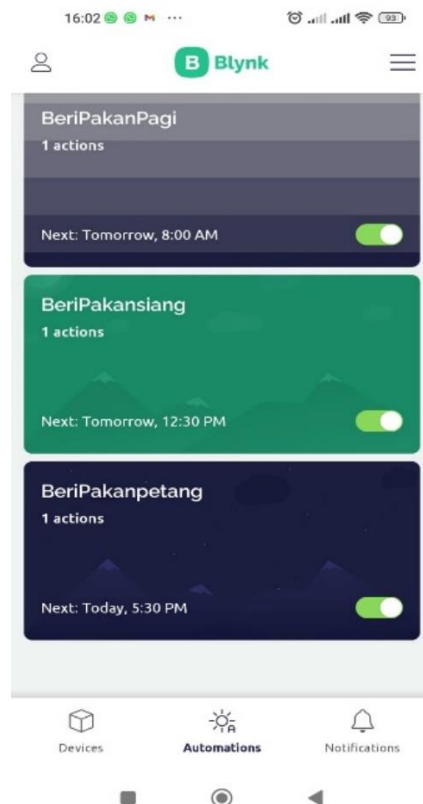 16:02
93
B Blynk
BeriPakanPagi
1 actions
Next: Tomorrow, 8:00 AM
BeriPakansiang
1 actions
Next: Tomorrow, 12:30 PM
BeriPakanpetang
1 actions
Next: Today, 5:30 PM
Devices
Automations
Notifications